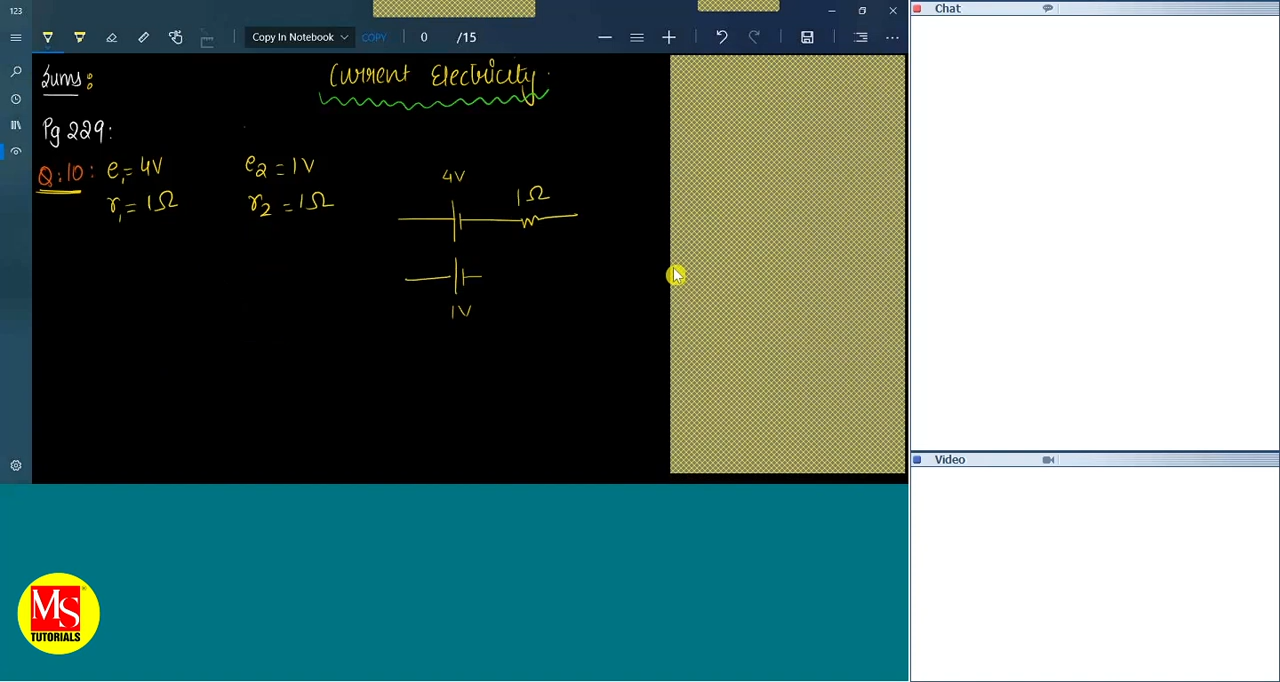 123
Copy In Notebook COPY 0 /15
Chat
Sums:
Current Electricity
Pg 229:
Q:10: e₁ = 4V e₂ = 1V
r₁ = 1Ω r₂ = 1Ω
4V
1Ω
1V
Video
MS
TUTORIALS